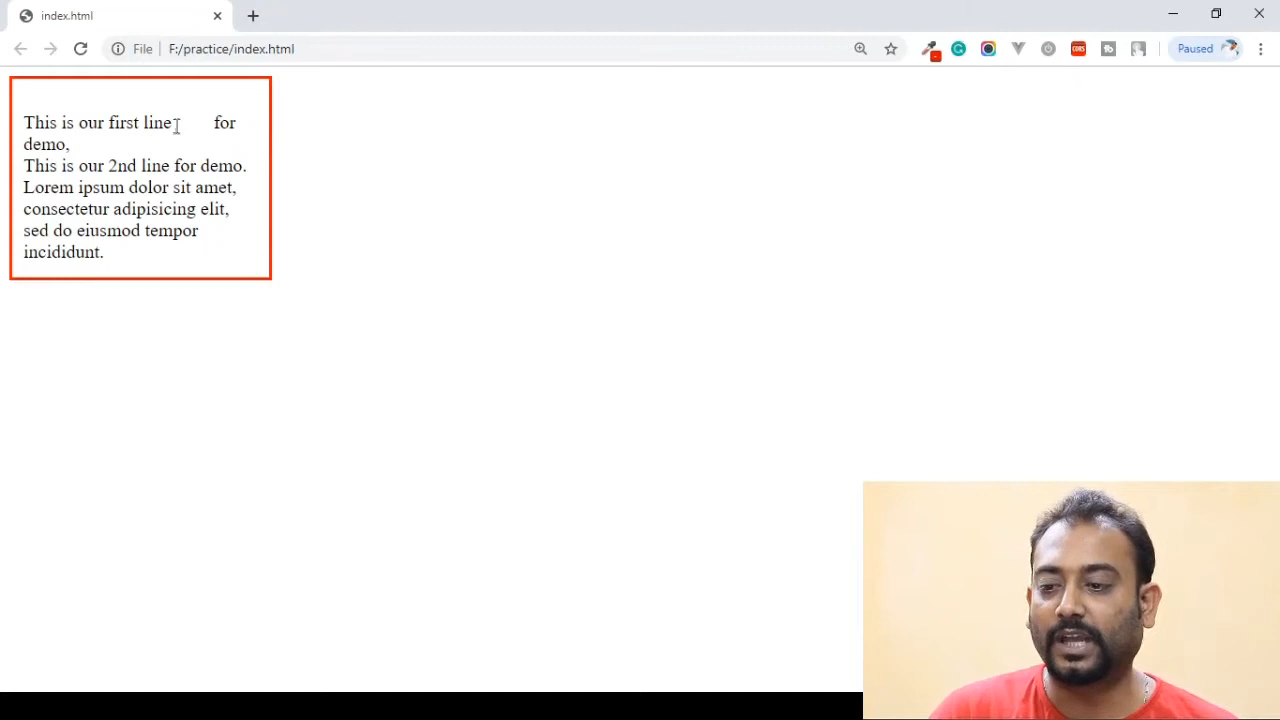 index.html
File
F:/practice/index.html
CORS
Paused
This is our first line        for
demo,
This is our 2nd line for demo.
Lorem ipsum dolor sit amet,
consectetur adipisicing elit,
sed do eiusmod tempor
incididunt.